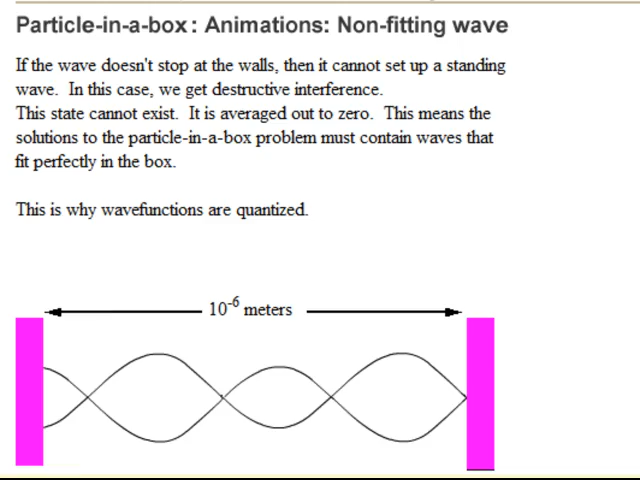 Particle-in-a-box: Animations: Non-fitting wave
If the wave doesn't stop at the walls, then it cannot set up a standing
wave. In this case, we get destructive interference.
This state cannot exist. It is averaged out to zero. This means the
solutions to the particle-in-a-box problem must contain waves that
fit perfectly in the box.
This is why wavefunctions are quantized.
10⁻⁶ meters